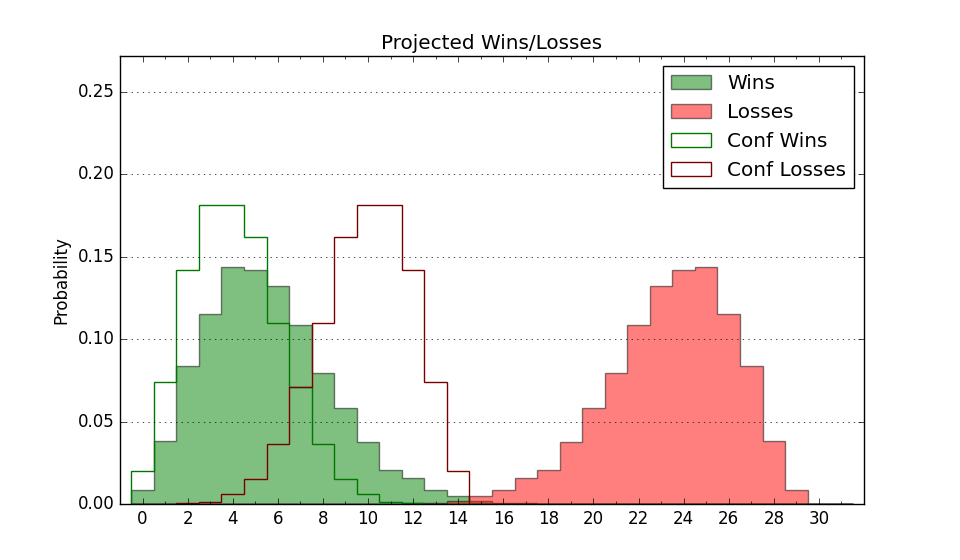 Projected Wins/Losses
Wins
Losses
Conf Wins
Conf Losses
Probability
0.25
0.20
0.15
0.10
0.05
0.00
0 2 4 6 8 10 12 14 16 18 20 22 24 26 28 30